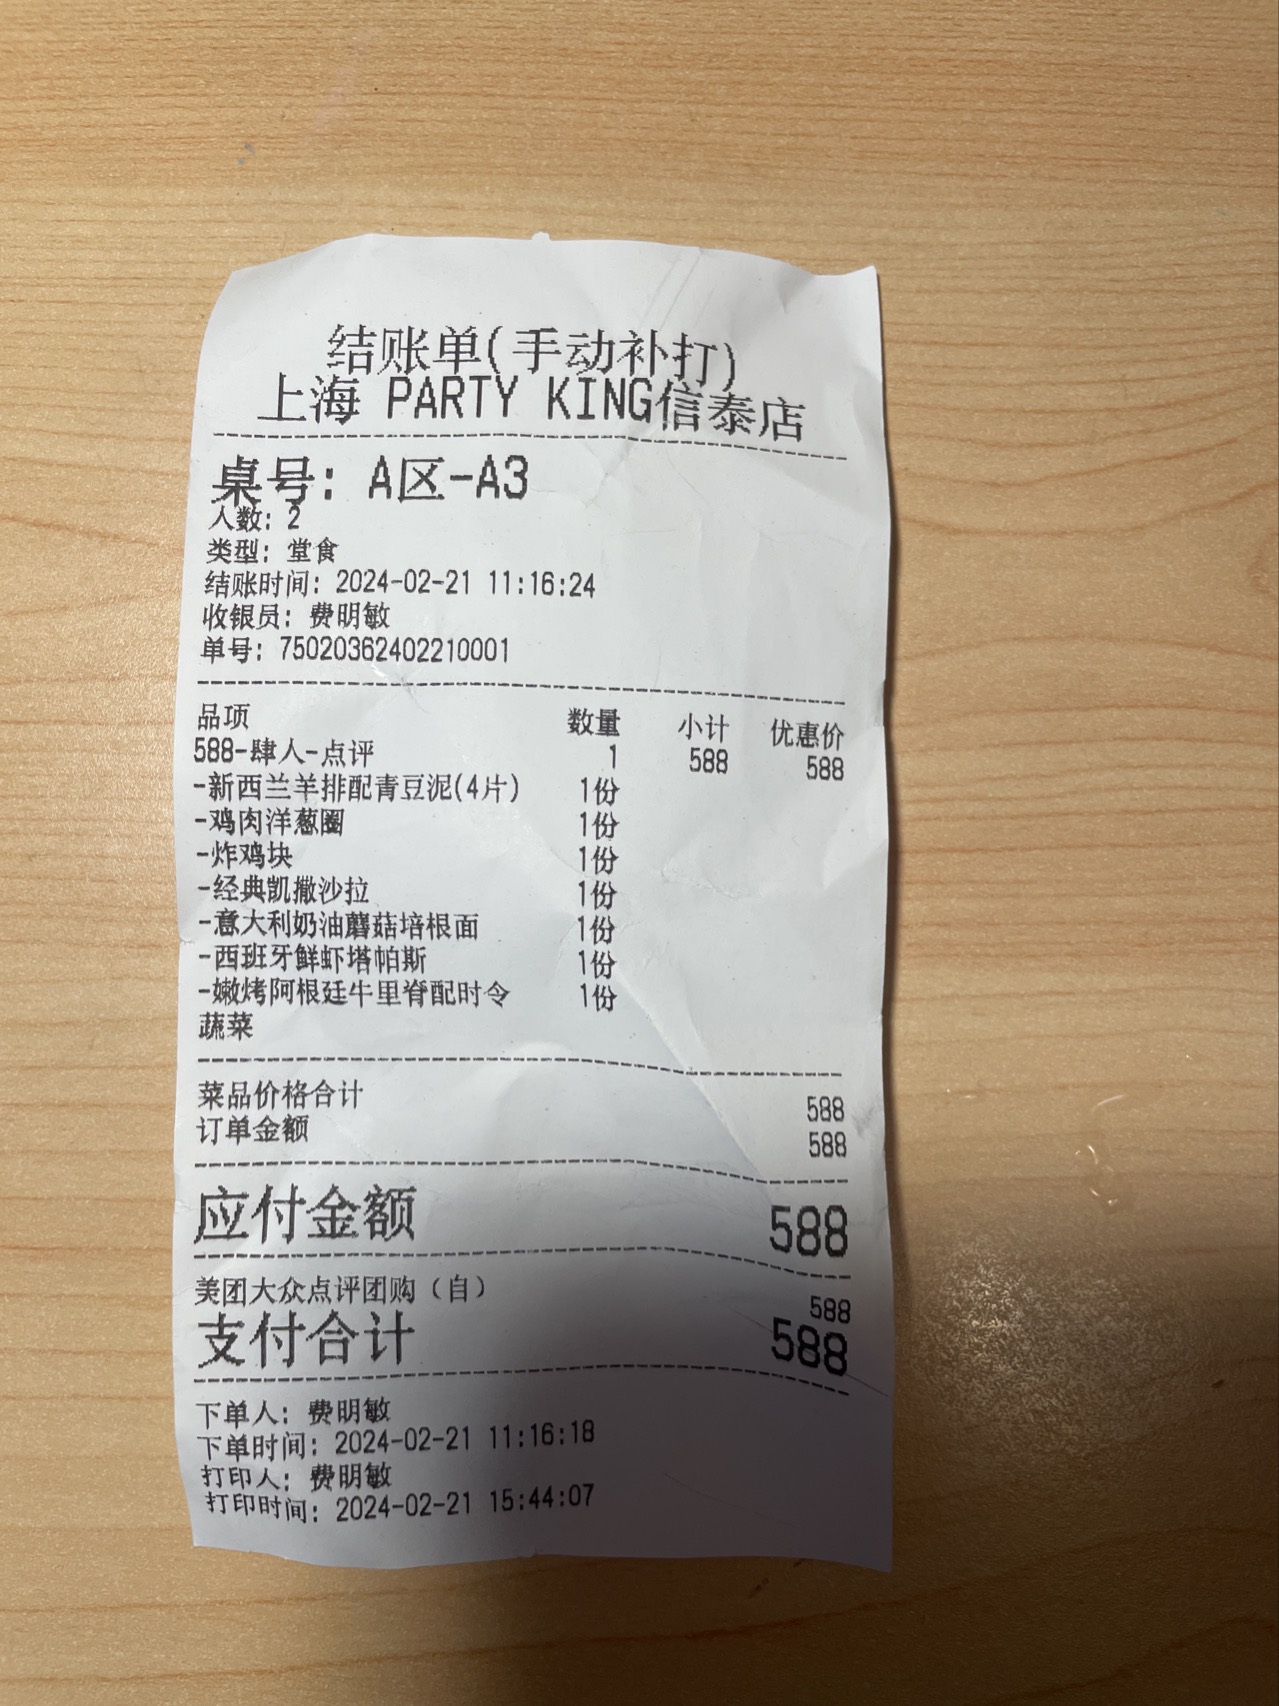 结账单(手动补打)
上海 PARTY KING信泰店
桌号: A区-A3
人数: 2
类型: 堂食
结账时间: 2024-02-21 11:16:24
收银员: 费明敏
单号: 75020362402210001
品项 数量 小计 优惠价
588-肆人-点评 1 588 588
-新西兰羊排配青豆泥(4片) 1份
-鸡肉洋葱圈 1份
-炸鸡块 1份
-经典凯撒沙拉 1份
-意大利奶油蘑菇培根面 1份
-西班牙鲜虾塔帕斯 1份
-嫩烤阿根廷牛里脊配时令 1份
蔬菜
菜品价格合计 588
订单金额 588
应付金额 588
美团大众点评团购（自） 588
支付合计 588
下单人: 费明敏
下单时间: 2024-02-21 11:16:18
打印人: 费明敏
打印时间: 2024-02-21 15:44:07